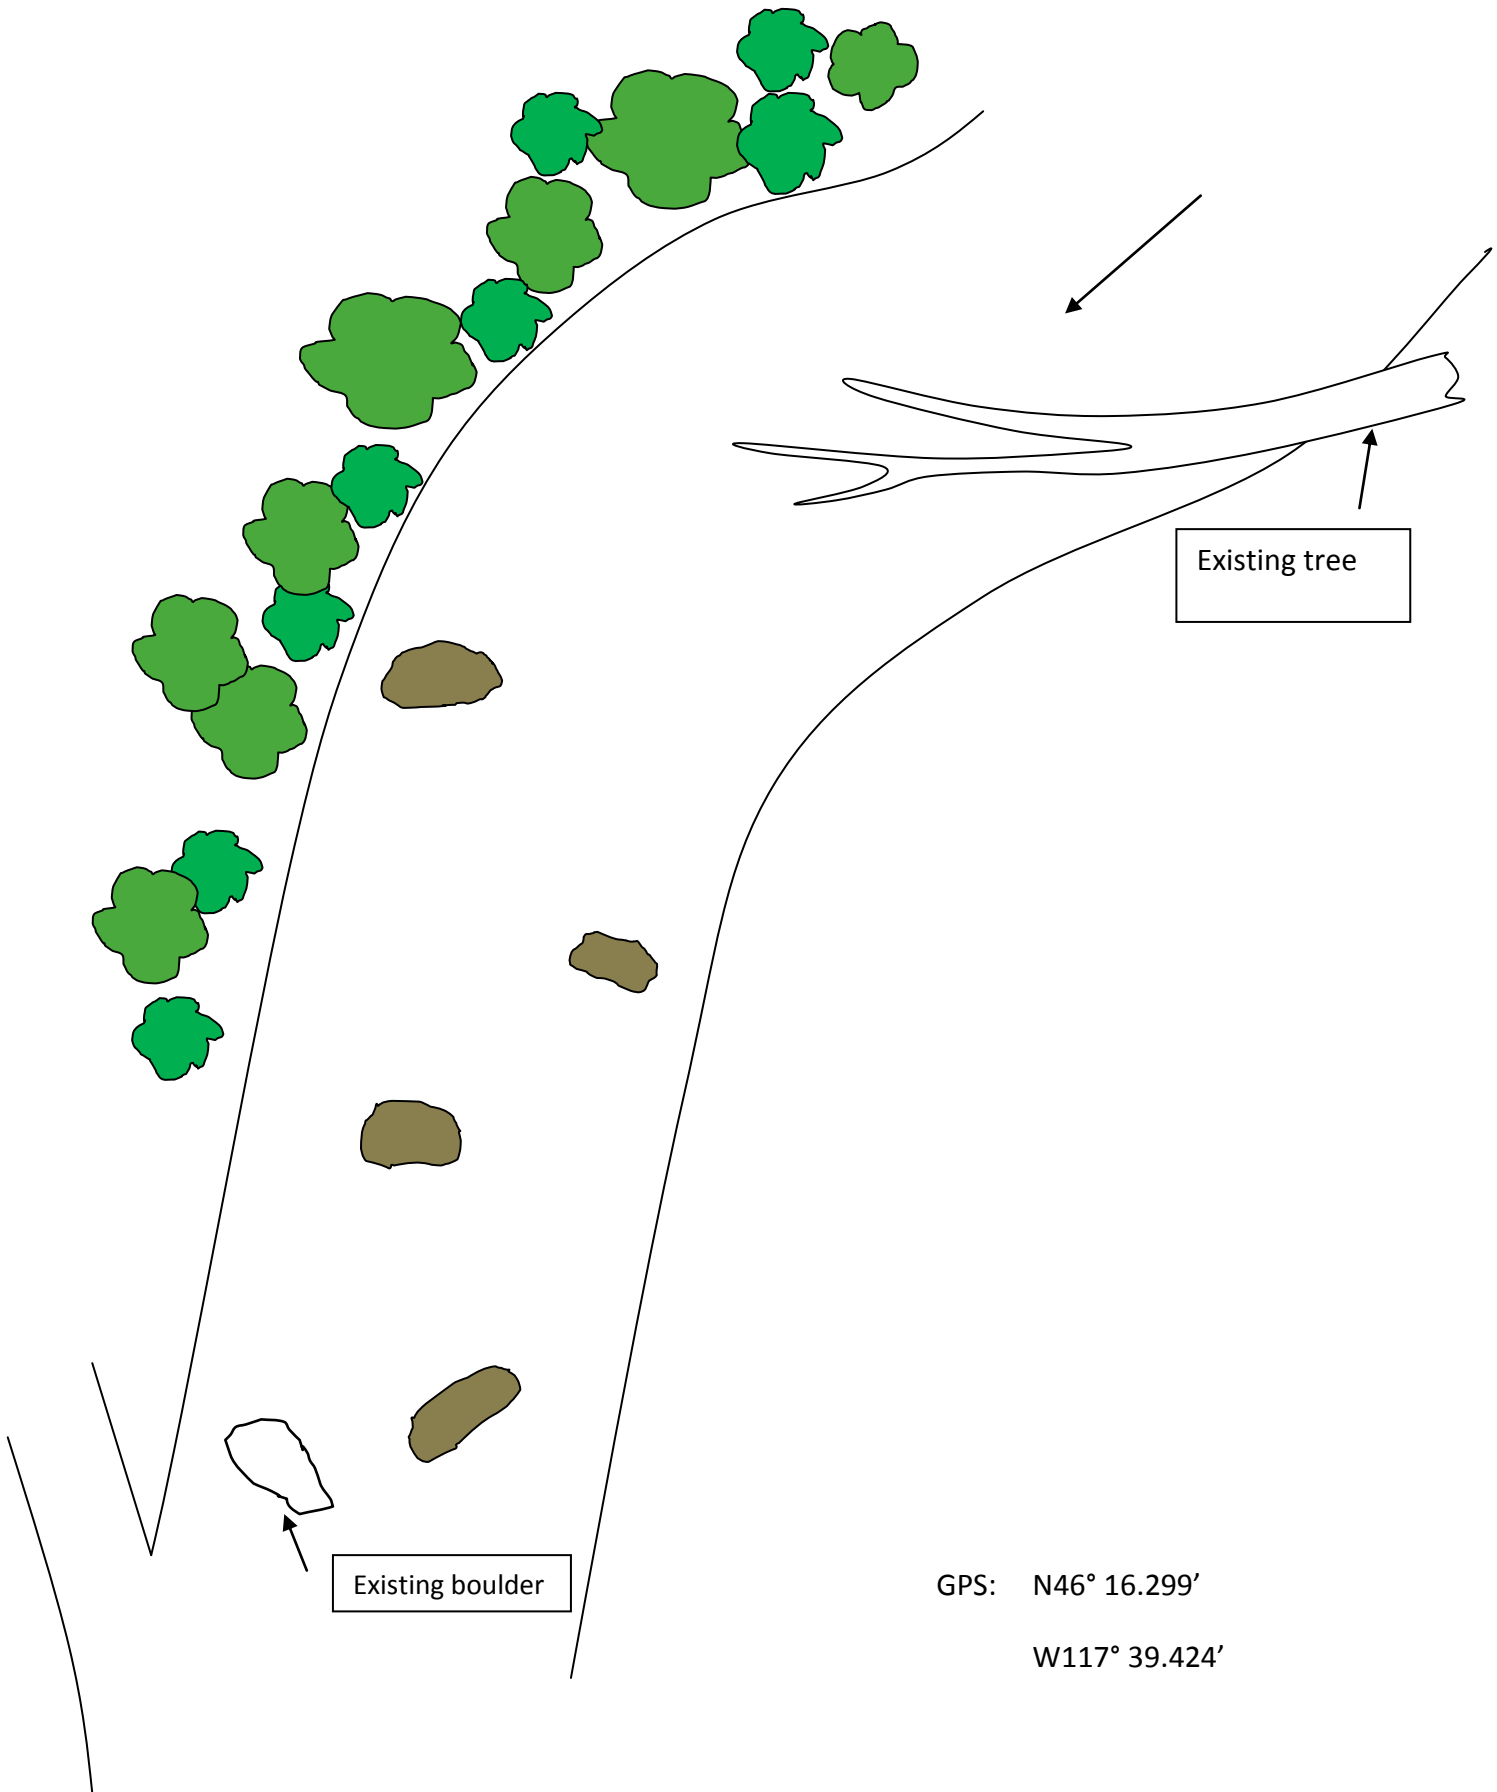 Existing tree
Existing boulder
GPS: N46° 16.299’
W117° 39.424’